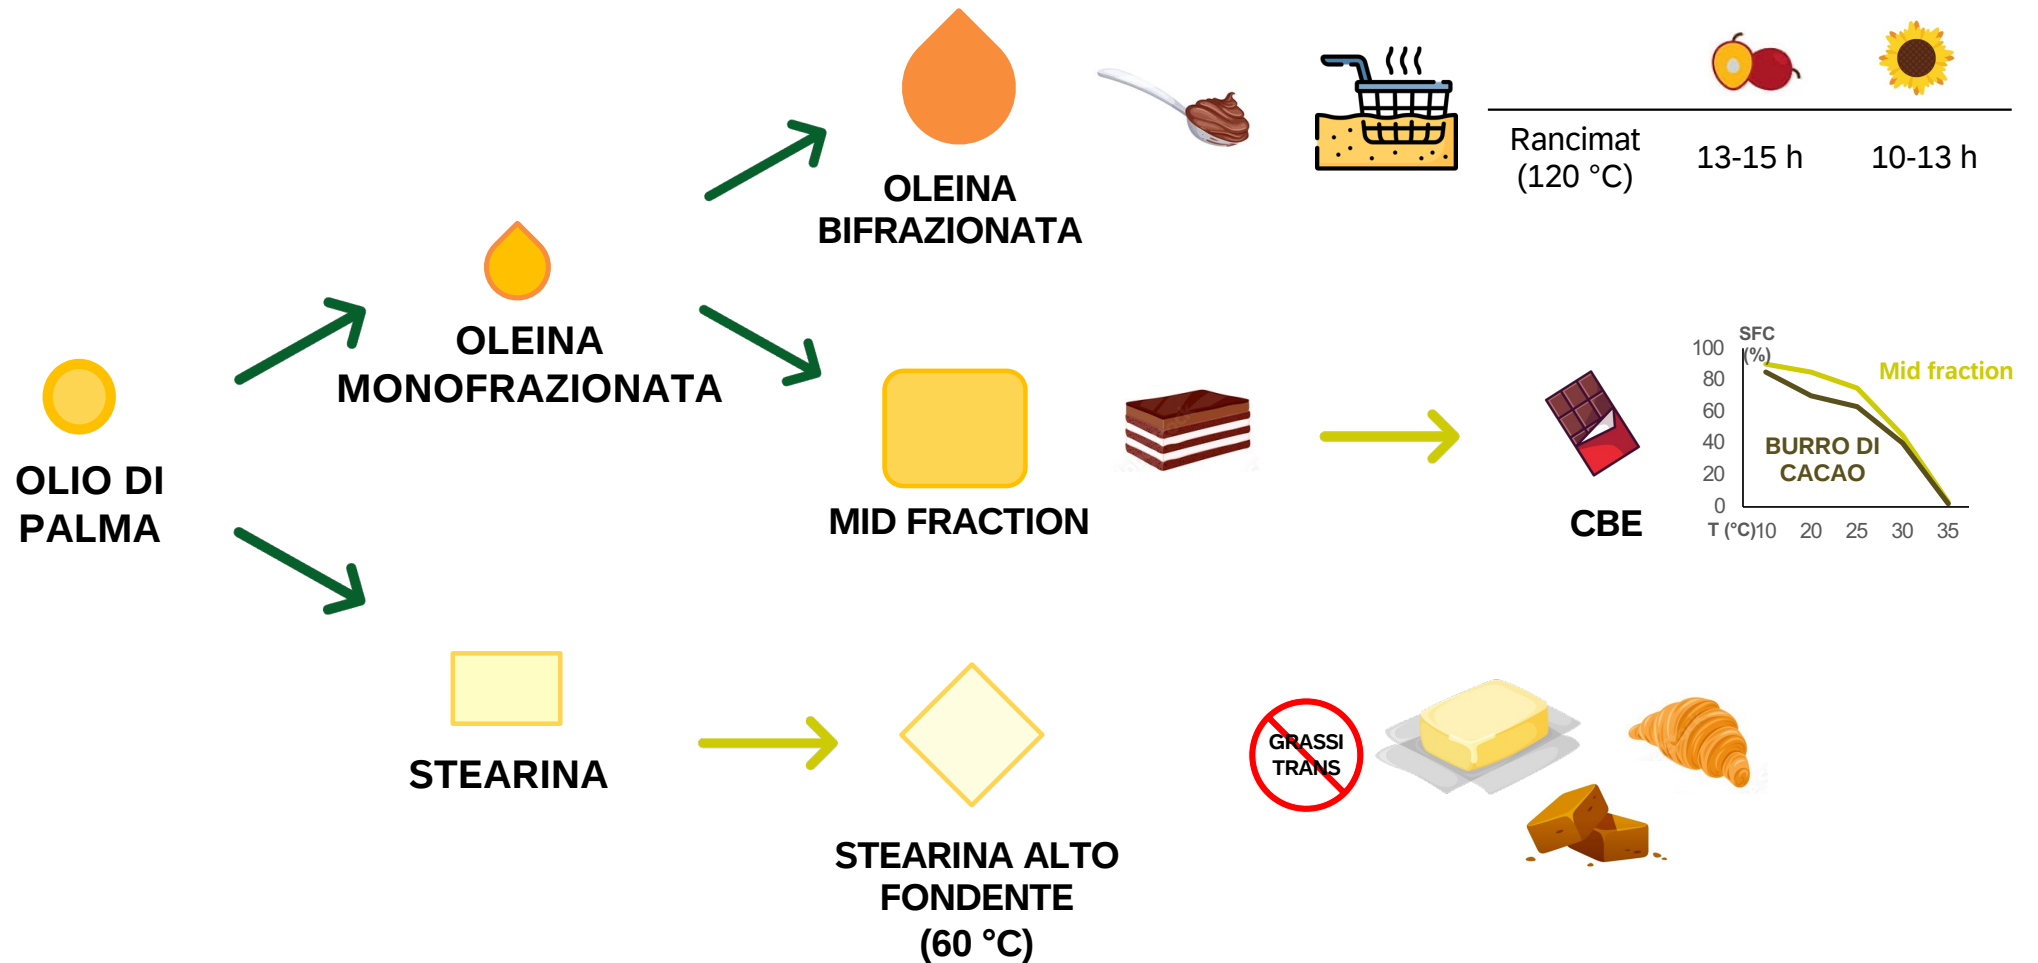 OLIO DI
PALMA
OLEINA
MONOFRAZIONATA
STEARINA
OLEINA
BIFRAZIONATA
Rancimat
(120 °C)
13-15 h
10-13 h
MID FRACTION
CBE
SFC
(%)
100
80
60
40
20
0
T (°C)
10
20
25
30
35
Mid fraction
BURRO DI
CACAO
STEARINA ALTO
FONDENTE
(60 °C)
GRASSI
TRANS